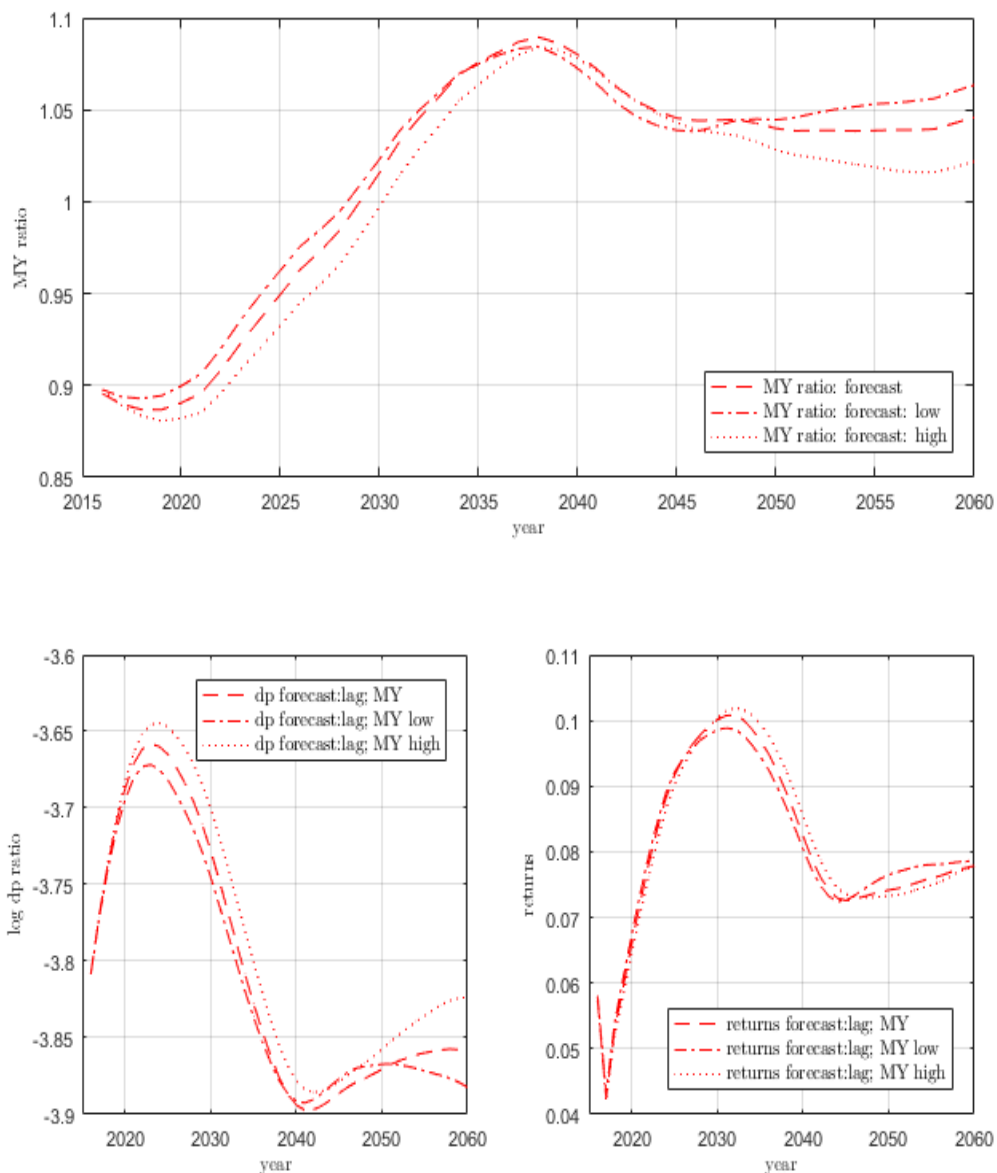 1.1
1.05
1
0.95
0.9
0.85
MY ratio
MY ratio: forecast
MY ratio: forecast: low
MY ratio: forecast: high
2015 2020 2025 2030 2035 2040 2045 2050 2055 2060
year
-3.6
-3.65
-3.7
-3.75
-3.8
-3.85
-3.9
log dp ratio
dp forecast:lag; MY
dp forecast:lag; MY low
dp forecast:lag; MY high
2020 2030 2040 2050 2060
year
0.11
0.1
0.09
0.08
0.07
0.06
0.05
0.04
returns
returns forecast:lag; MY
returns forecast:lag; MY low
returns forecast:lag; MY high
2020 2030 2040 2050 2060
year